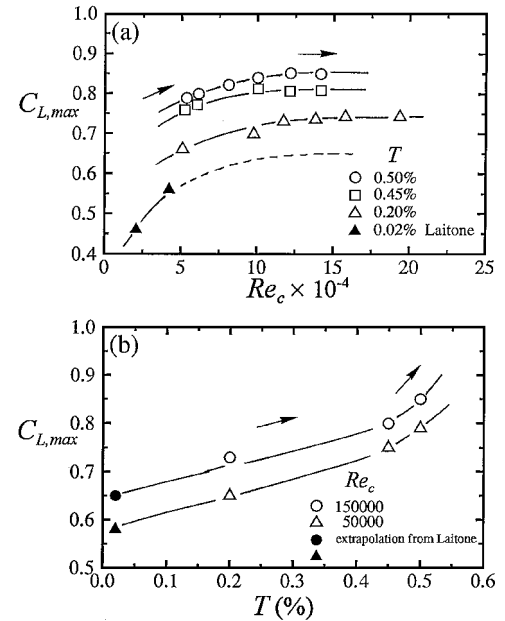 (a)
1.0
0.9
0.8
0.7
0.6
0.5
0.4
C_{L,max}
T
0.50%
0.45%
0.20%
0.02% Laitone
0 5 10 15 20 25
Re_c × 10^{-4}
(b)
1.0
0.9
0.8
0.7
0.6
0.5
C_{L,max}
Re_c
150000
50000
extrapolation from Laitone
0.0 0.1 0.2 0.3 0.4 0.5 0.6
T (%)